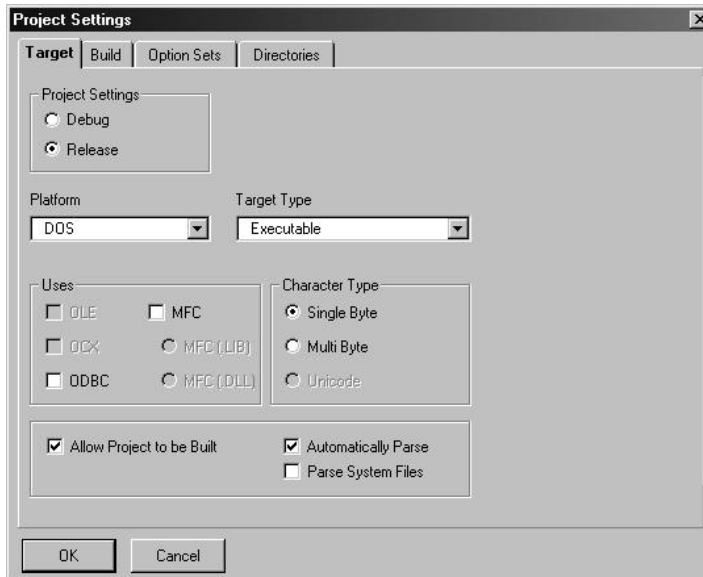 Project Settings
Target Build Option Sets Directories
Project Settings
Debug
Release
Platform Target Type
DOS Executable
Uses Character Type
OLE MFC Single Byte
OCX MFC (.LIB) Multi Byte
ODBC MFC (.DLL) Unicode
Allow Project to be Built Automatically Parse
Parse System Files
OK Cancel